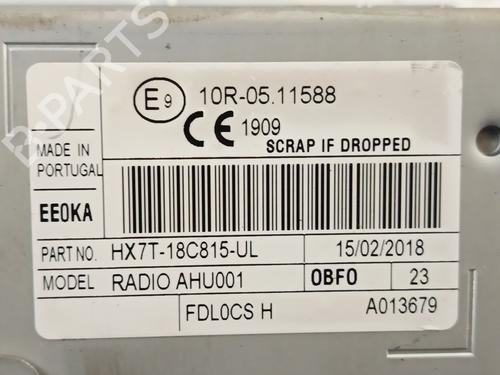 E9 10R-05.11588
CE 1909
MADE IN PORTUGAL
SCRAP IF DROPPED
EE0KA
PART NO. HX7T-18C815-UL 15/02/2018
MODEL RADIO AHU001 OBFO 23
FDL0CS H A013679
B-PARTS